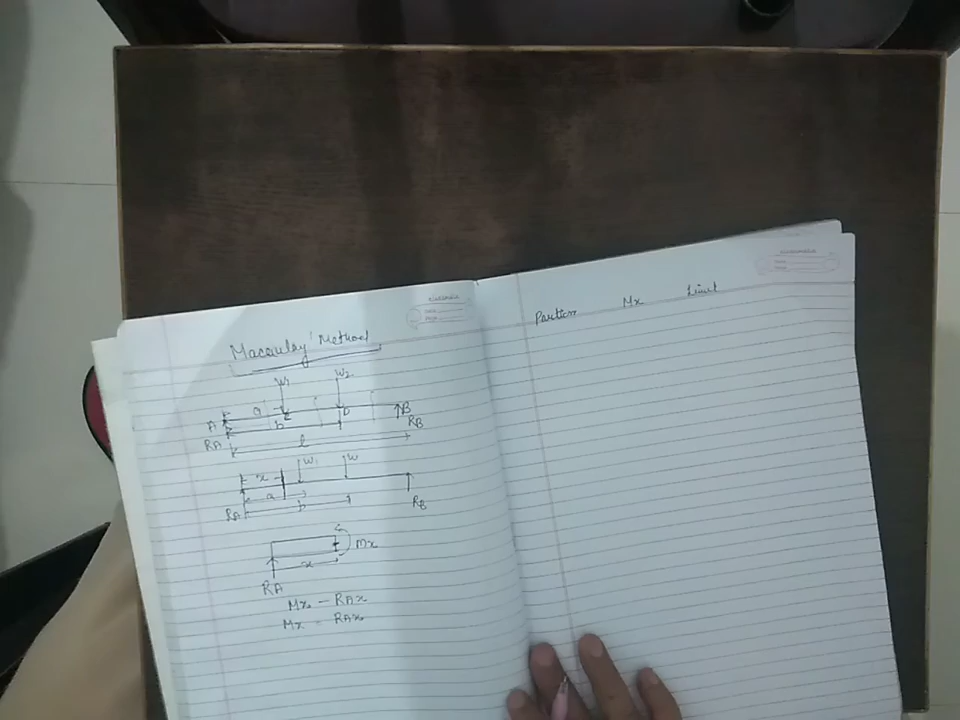 Macaulay' Method
W1 W2
A a C D B
RA b RB
l
x W1 W
a
RA b RB
Mx
x
RA
Mx - RAx
Mx - RAx
Portion Mx Limit